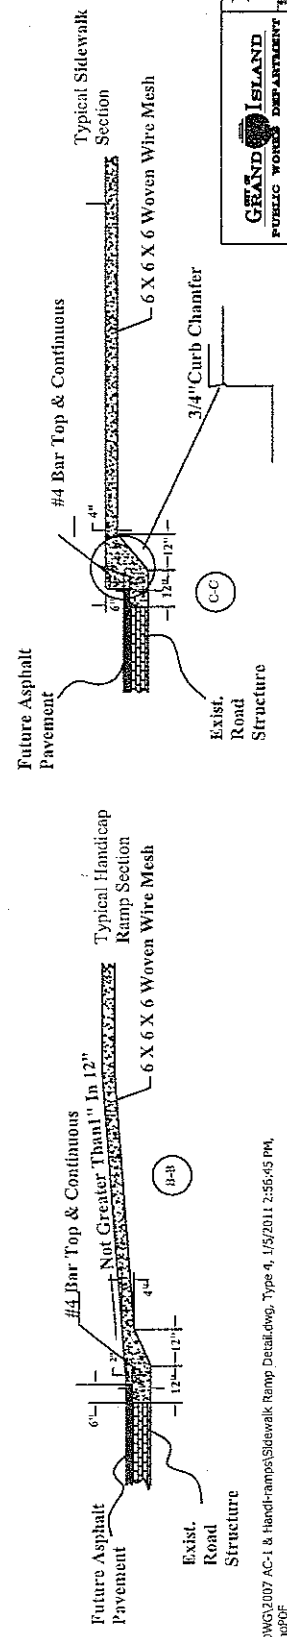 Future Asphalt
Pavement
#4 Bar Top & Continuous
Not Greater Than1" In 12"
Typical Handicap
Ramp Section
6 X 6 X 6 Woven Wire Mesh
6"
2"
4"
12"
12"
Exist.
Road
Structure
B-B
Future Asphalt
Pavement
#4 Bar Top & Continuous
Typical Sidewalk
Section
6 X 6 X 6 Woven Wire Mesh
6"
4"
12"
12"
3/4"Curb Chamfer
Exist.
Road
Structure
C-C
CITY OF
GRAND ISLAND
PUBLIC WORKS DEPARTMENT
DWG\2007 AC-1 & Handi-ramps\Sidewalk Ramp Detail.dwg, Type 4, 1/5/2011 2:56:45 PM,